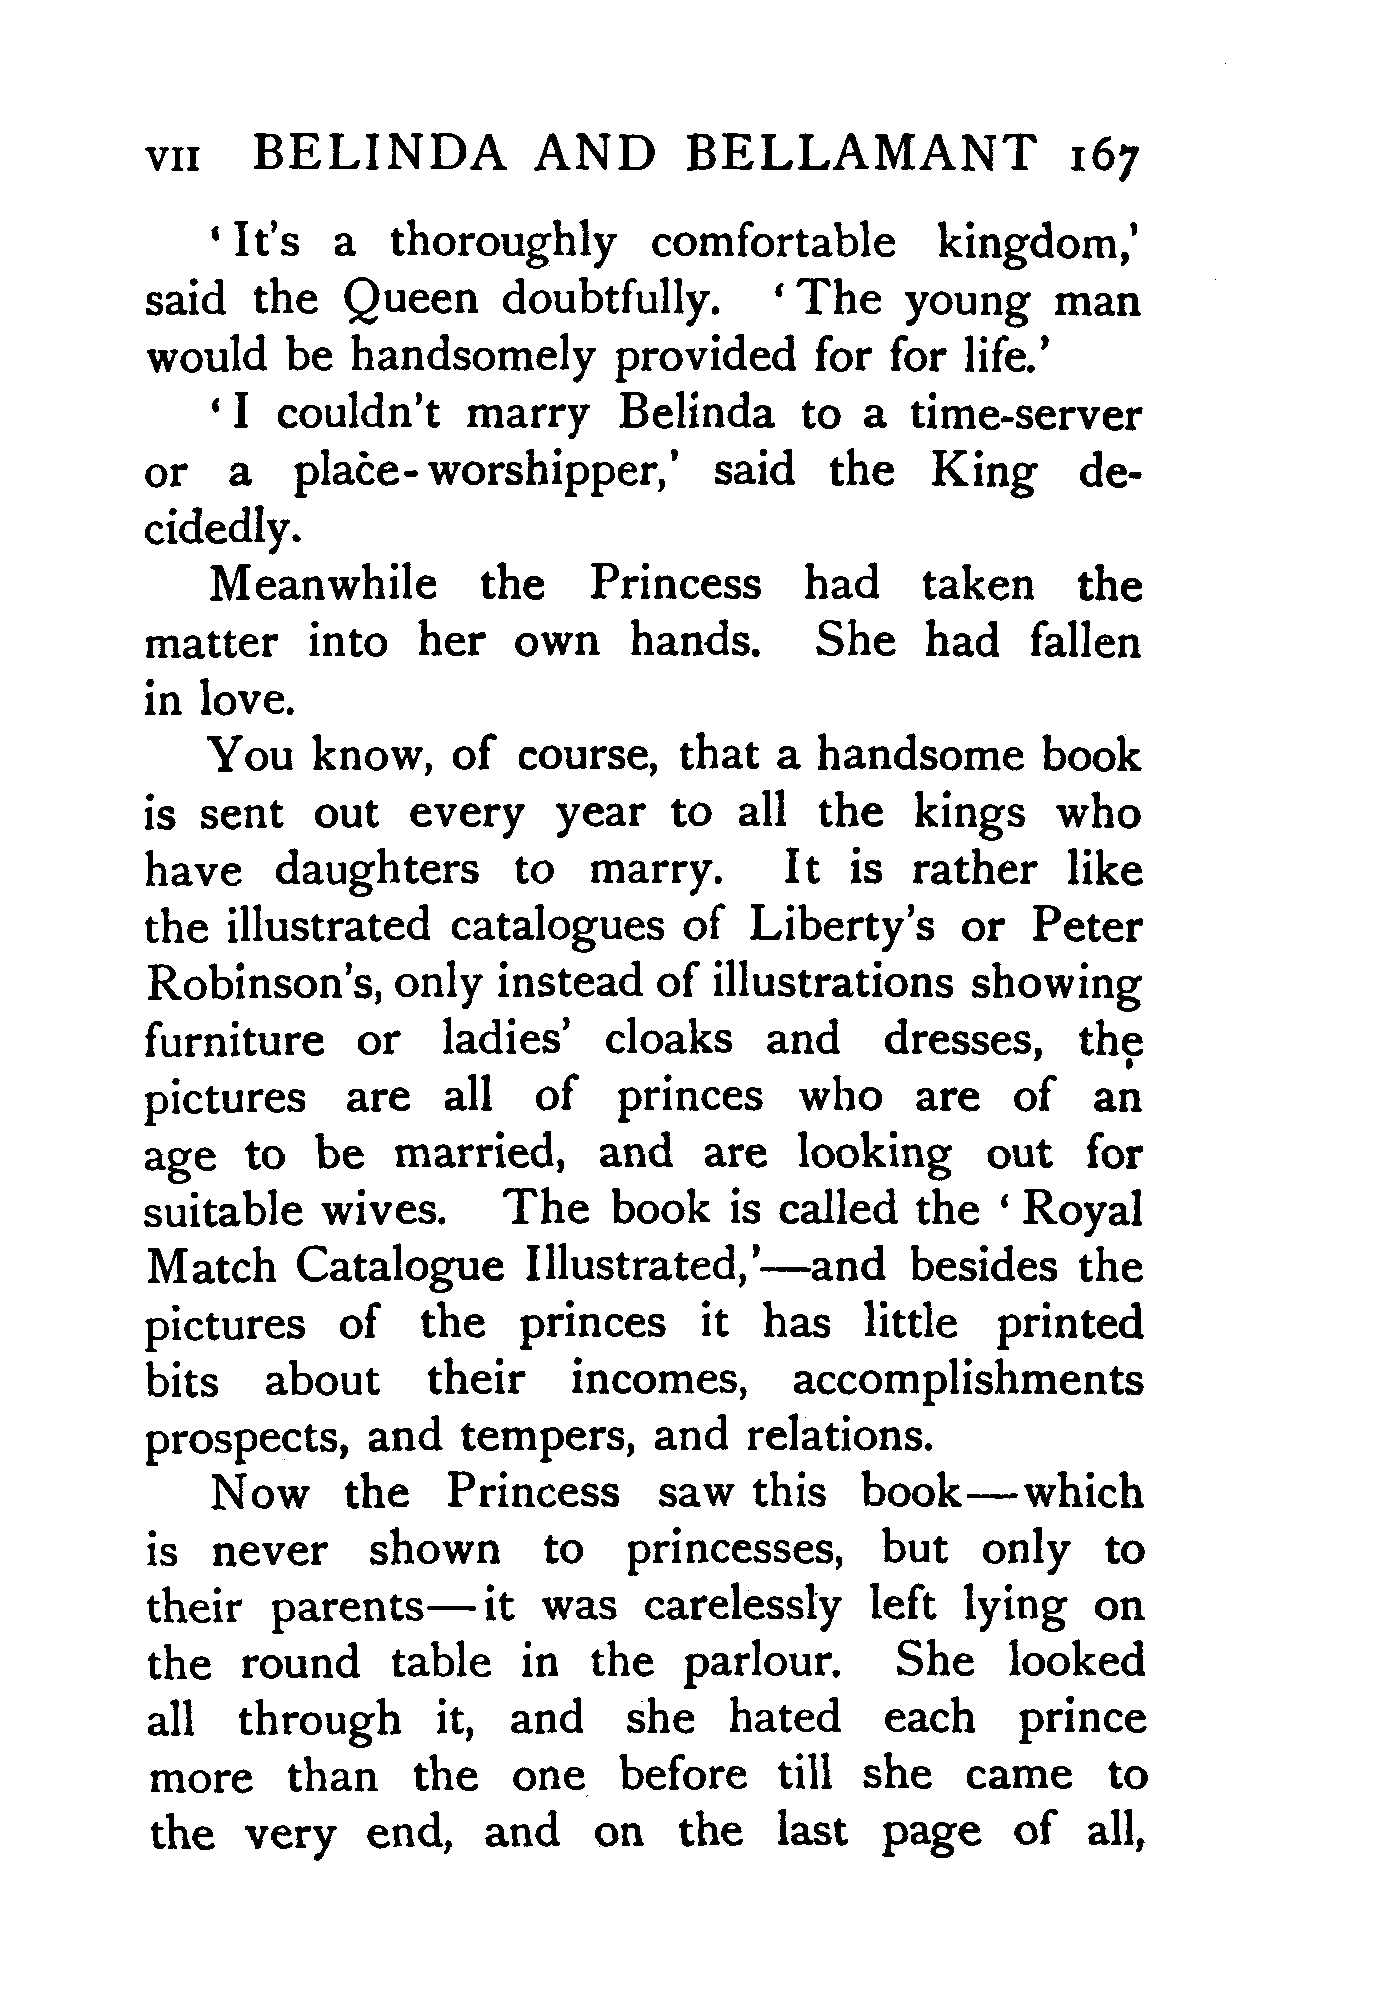 VII BELINDA AND BELLAMANT 167
‘It's a thoroughly comfortable kingdom,’
said the Queen doubtfully. ‘The young man
would be handsomely provided for for life.’
‘I couldn't marry Belinda to a time-server
or a place-worshipper,’ said the King de-
cidedly.
Meanwhile the Princess had taken the
matter into her own hands. She had fallen
in love.
You know, of course, that a handsome book
is sent out every year to all the kings who
have daughters to marry. It is rather like
the illustrated catalogues of Liberty's or Peter
Robinson's, only instead of illustrations showing
furniture or ladies’ cloaks and dresses, the
pictures are all of princes who are of an
age to be married, and are looking out for
suitable wives. The book is called the ‘Royal
Match Catalogue Illustrated,’—and besides the
pictures of the princes it has little printed
bits about their incomes, accomplishments
prospects, and tempers, and relations.
Now the Princess saw this book—which
is never shown to princesses, but only to
their parents—it was carelessly left lying on
the round table in the parlour. She looked
all through it, and she hated each prince
more than the one before till she came to
the very end, and on the last page of all,